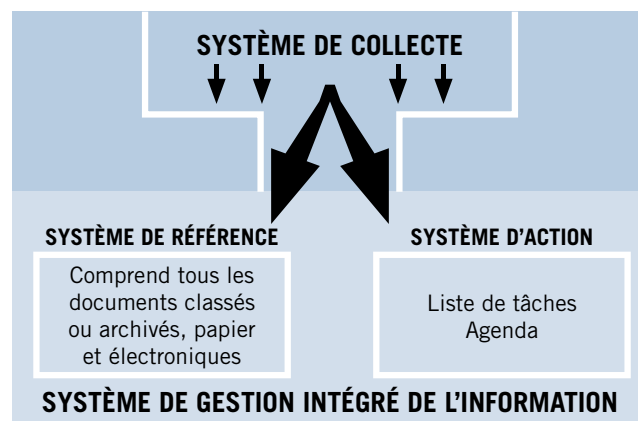 SYSTÈME DE COLLECTE
SYSTÈME DE RÉFÉRENCE
Comprend tous les
documents classés
ou archivés, papier
et électroniques
SYSTÈME D'ACTION
Liste de tâches
Agenda
SYSTÈME DE GESTION INTÉGRÉ DE L'INFORMATION